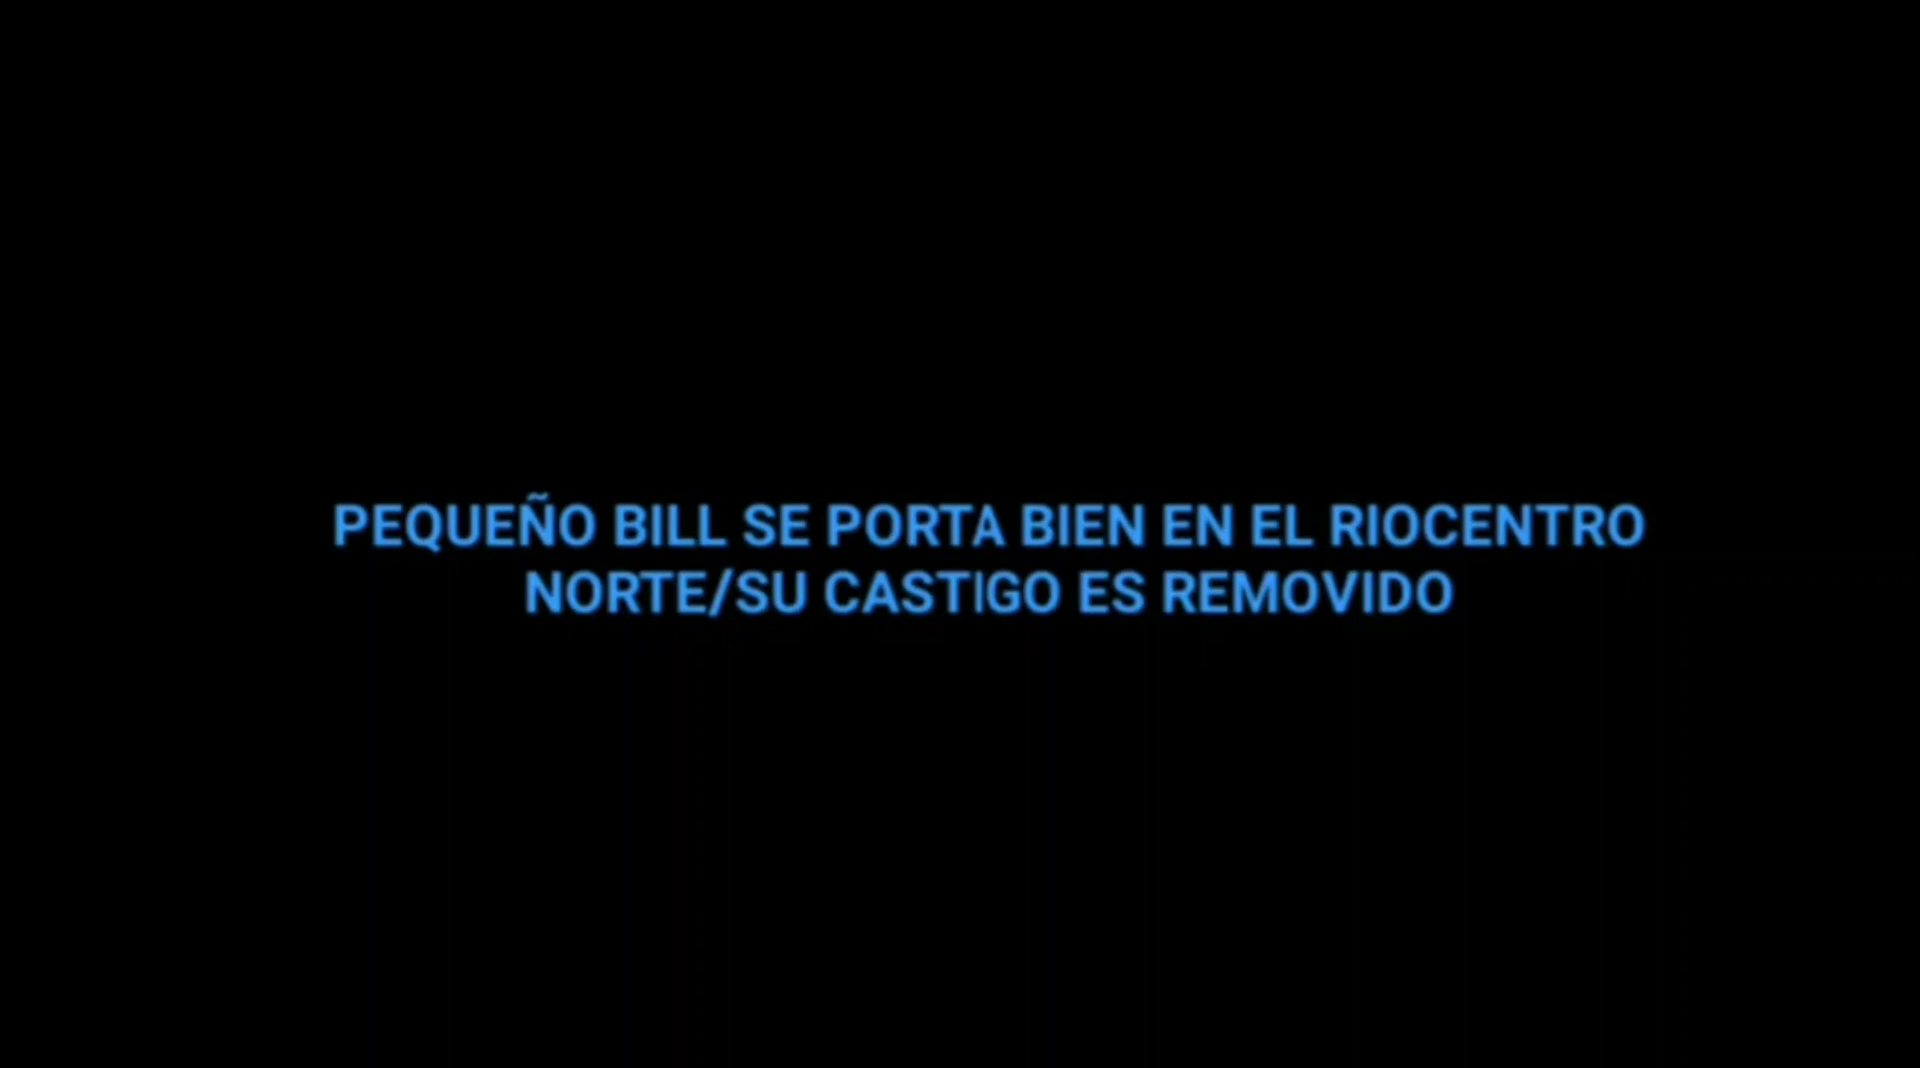 PEQUEÑO BILL SE PORTA BIEN EN EL RIOCENTRO
NORTE/SU CASTIGO ES REMOVIDO